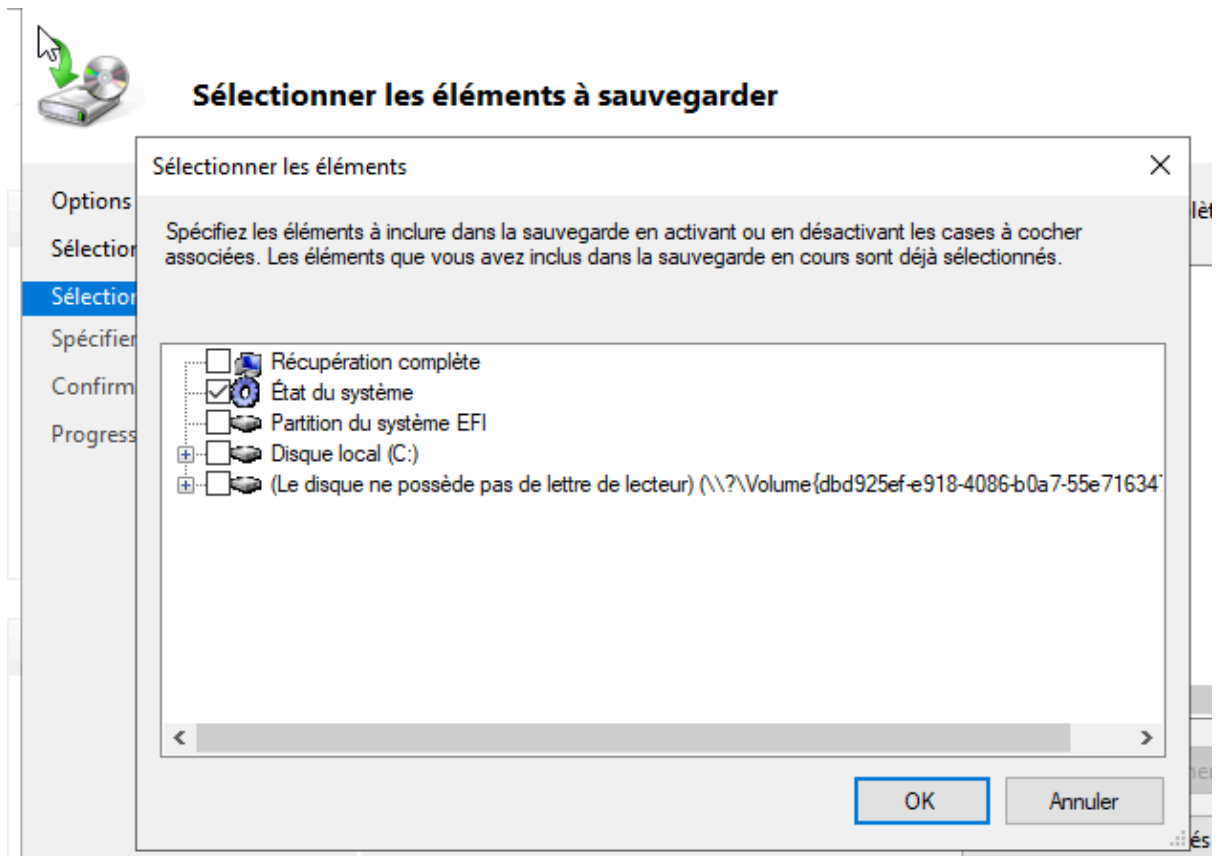 Sélectionner les éléments à sauvegarder
Sélectionner les éléments
Options
Sélection
Sélection
Spécifier
Confirm
Progress
Spécifiez les éléments à inclure dans la sauvegarde en activant ou en désactivant les cases à cocher
associées. Les éléments que vous avez inclus dans la sauvegarde en cours sont déjà sélectionnés.
Récupération complète
État du système
Partition du système EFI
Disque local (C:)
(Le disque ne possède pas de lettre de lecteur) (\\?\Volume{dbd925ef-e918-4086-b0a7-55e71634
OK
Annuler